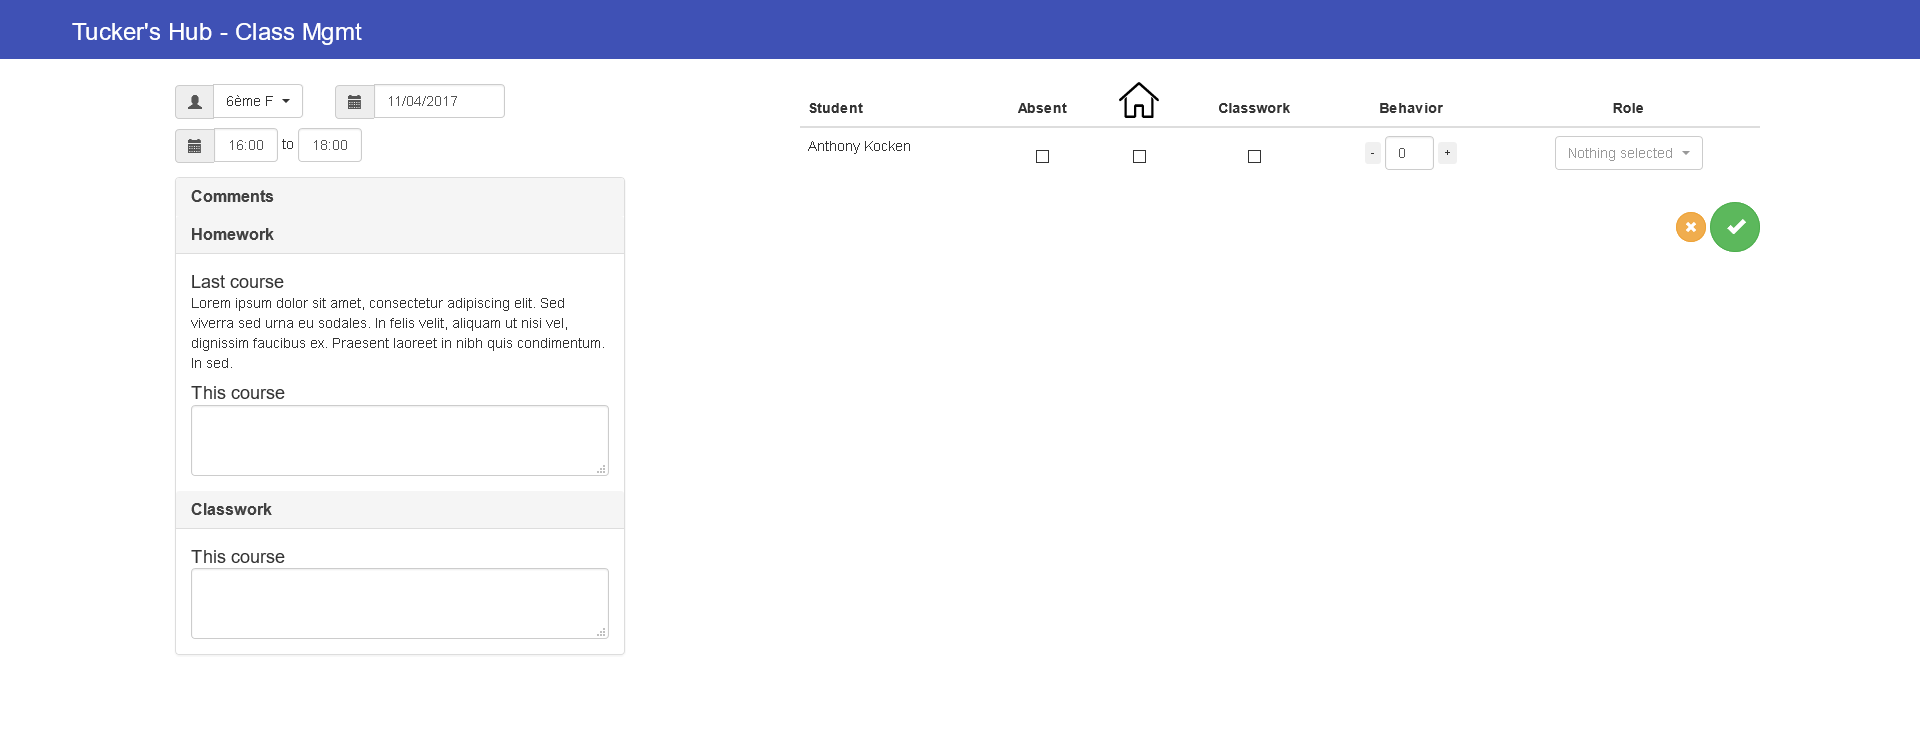 Tucker's Hub - Class Mgmt
6ème F
11/04/2017
16:00 to 18:00
Comments
Homework
Last course
Lorem ipsum dolor sit amet, consectetur adipiscing elit. Sed
viverra sed urna eu sodales. In felis velit, aliquam ut nisi vel,
dignissim faucibus ex. Praesent laoreet in nibh quis condimentum.
In sed.
This course
Classwork
This course
Student Absent Classwork Behavior Role
Anthony Kocken - 0 + Nothing selected